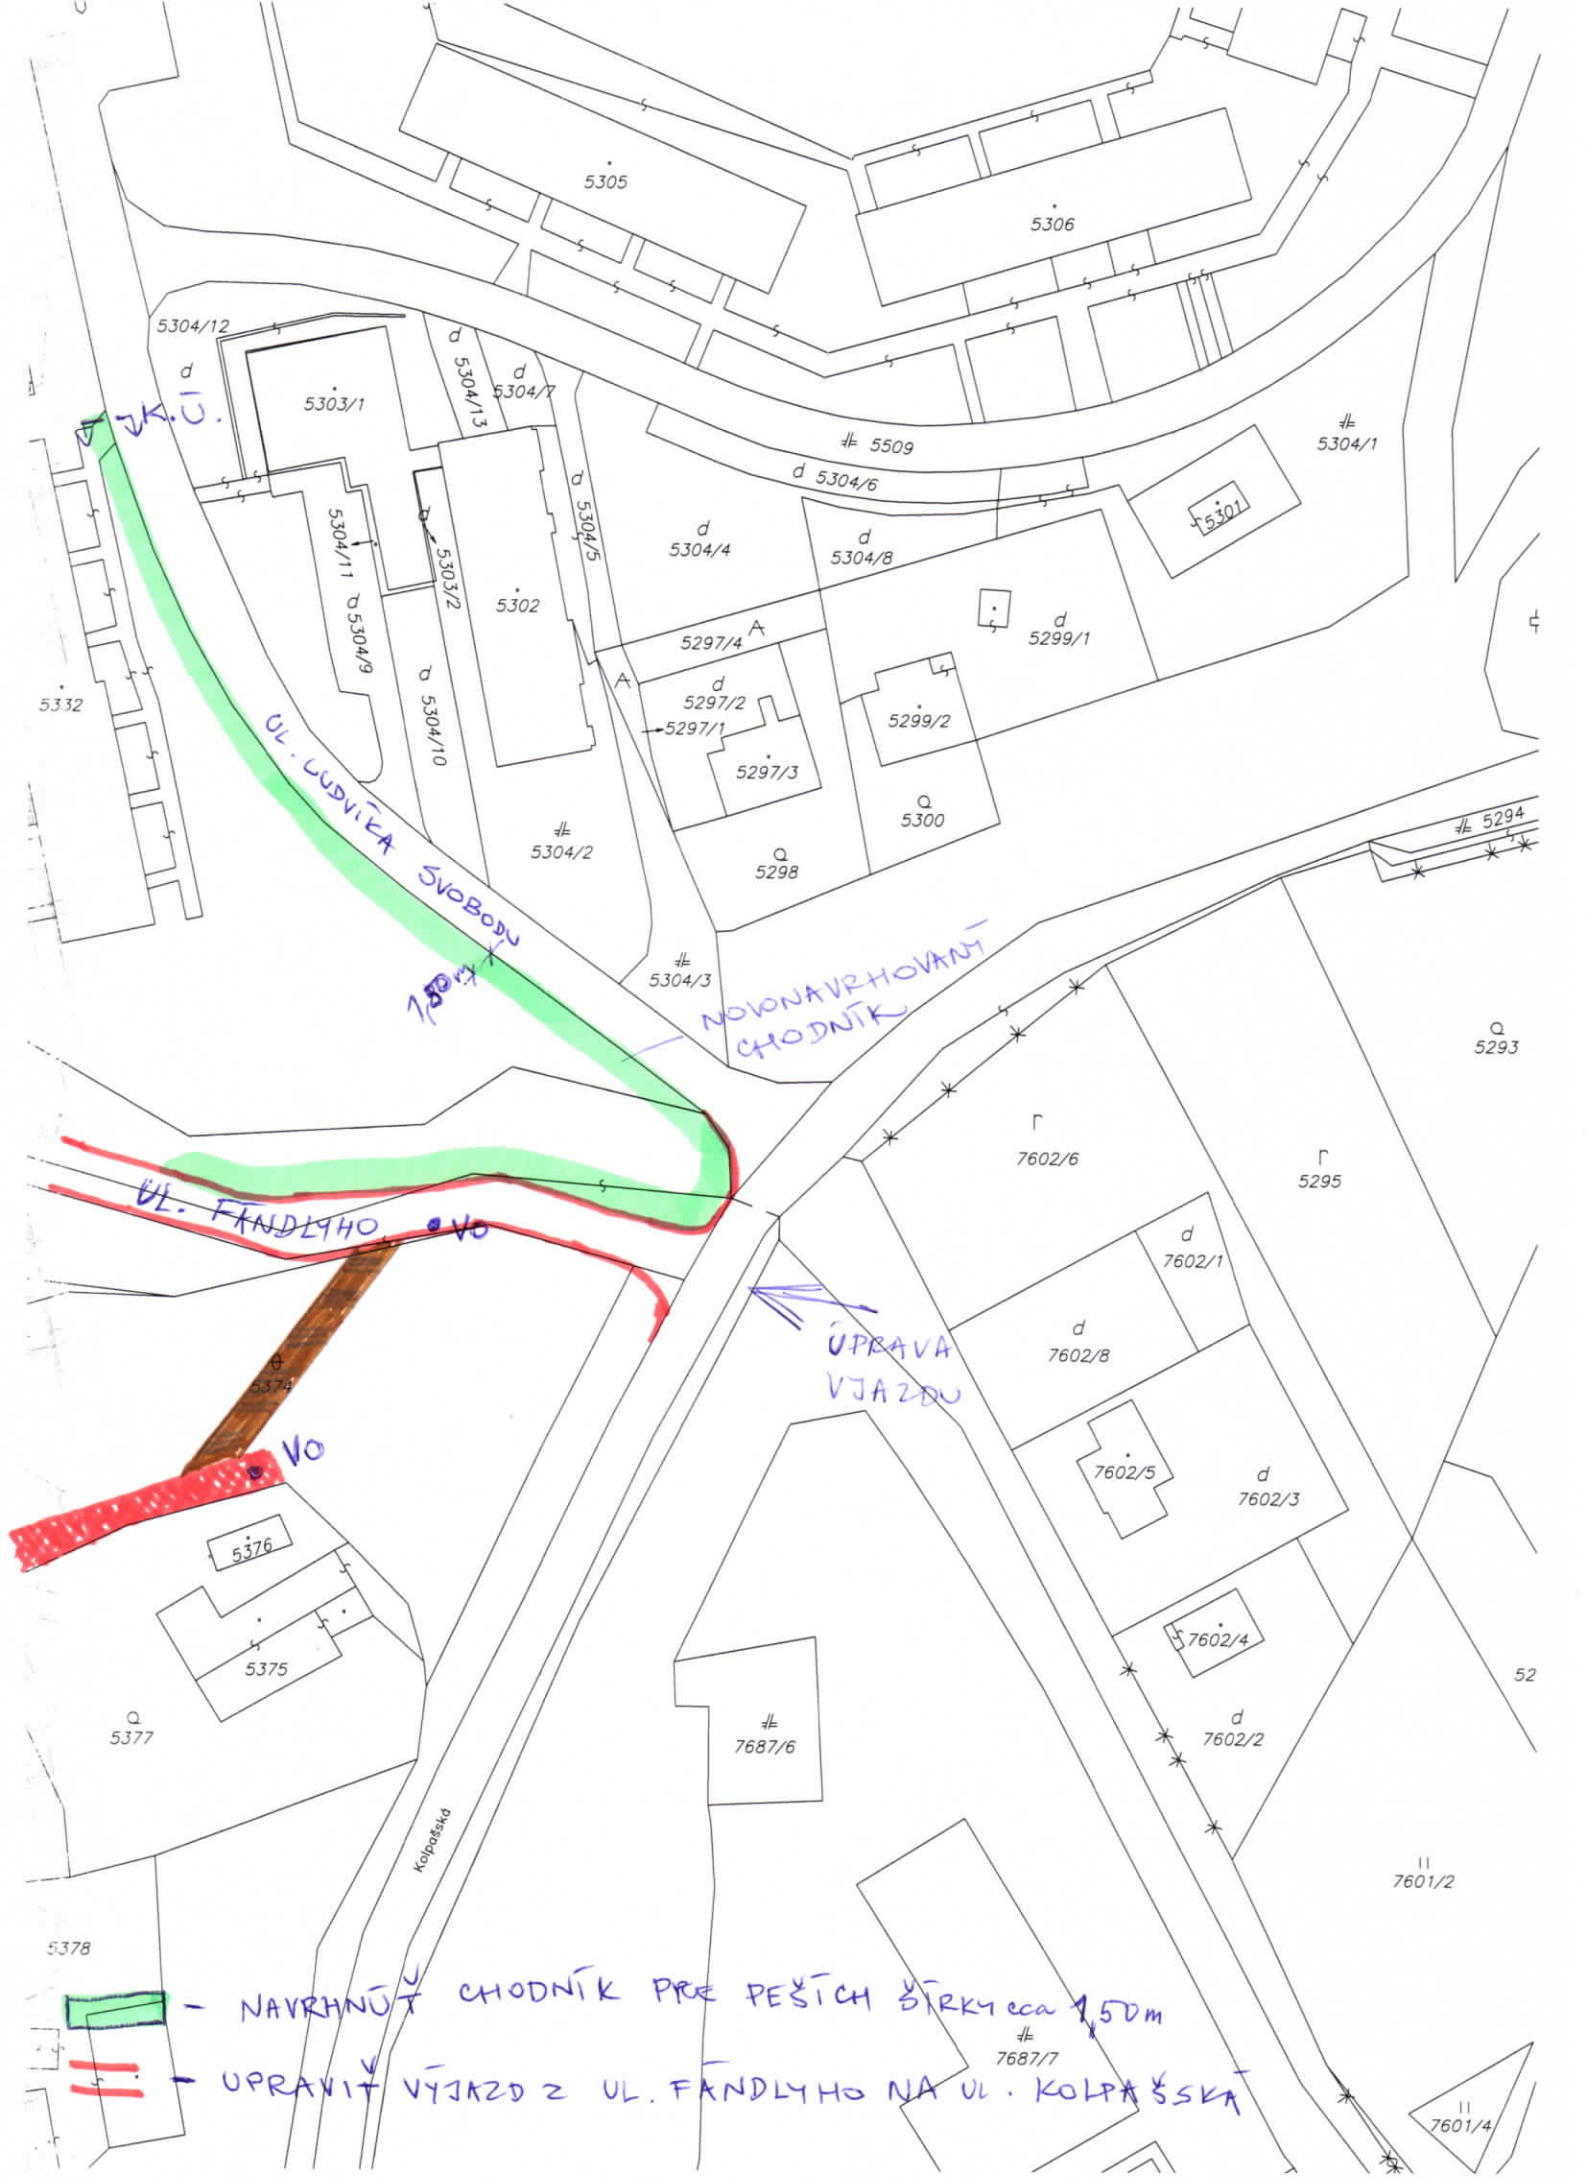 5305
5306
5304/12
d
5303/1
d
5304/13
d
5304/7
K.Ú.
5509
5304/1
d 5304/6
5301
d
5304/4
d
5304/8
d 5304/5
5304/11
5303/2
5302
d 5304/9
d
5299/1
5297/4
A
A
d
5297/2
5297/1
5297/3
5299/2
5332
d 5304/10
UL. LUDVÍKA SVOBODU
5304/2
5300
5298
5294
5304/3
1,50m
NOVONAVRHOVANÝ
CHODNÍK
5293
r
7602/6
r
5295
UL. FÁNDLYHO
VO
d
7602/1
ÚPRAVA
VJAZDU
d
7602/8
5374
VO
7602/5
d
7602/3
5376
5375
7602/4
52
5377
7687/6
d
7602/2
Kolpašská
7601/2
5378
- NAVRHNÚŤ CHODNÍK PRE PEŠÍCH ŠÍRKY cca 1,50m
7687/7
- UPRAVIŤ VÝJAZD Z UL. FÁNDLYHO NA UL. KOLPAŠSKÁ
7601/4